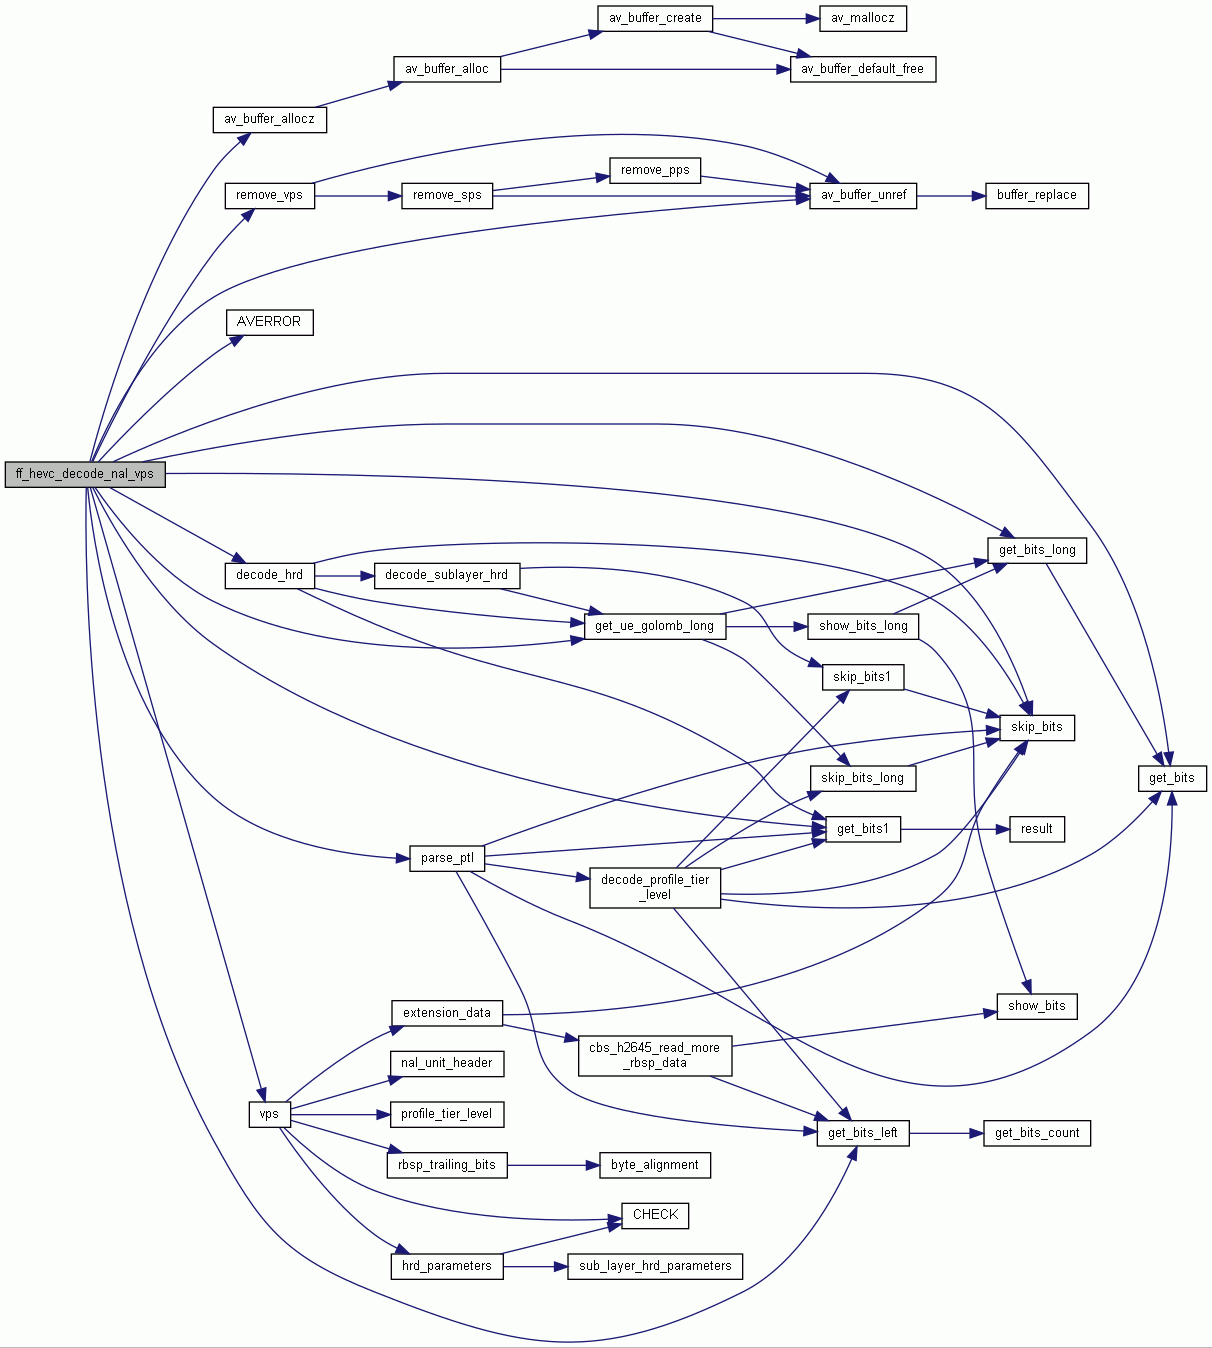 av_buffer_create
av_mallocz
av_buffer_alloc
av_buffer_default_free
av_buffer_allocz
remove_pps
remove_vps
remove_sps
av_buffer_unref
buffer_replace
AVERROR
ff_hevc_decode_nal_vps
get_bits_long
decode_hrd
decode_sublayer_hrd
get_ue_golomb_long
show_bits_long
skip_bits1
skip_bits
skip_bits_long
get_bits
get_bits1
result
parse_ptl
decode_profile_tier
_level
extension_data
show_bits
cbs_h2645_read_more
_rbsp_data
nal_unit_header
vps
profile_tier_level
get_bits_left
get_bits_count
rbsp_trailing_bits
byte_alignment
CHECK
hrd_parameters
sub_layer_hrd_parameters